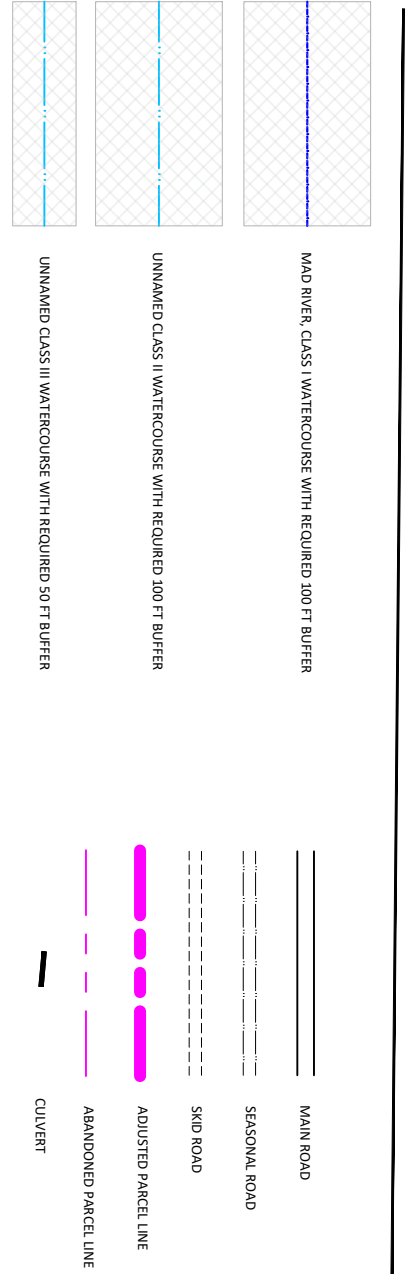 MAD RIVER, CLASS I WATERCOURSE WITH REQUIRED 100 FT BUFFER
UNNAMED CLASS II WATERCOURSE WITH REQUIRED 100 FT BUFFER
UNNAMED CLASS III WATERCOURSE WITH REQUIRED 50 FT BUFFER
MAIN ROAD
SEASONAL ROAD
SKID ROAD
ADJUSTED PARCEL LINE
ABANDONED PARCEL LINE
CULVERT